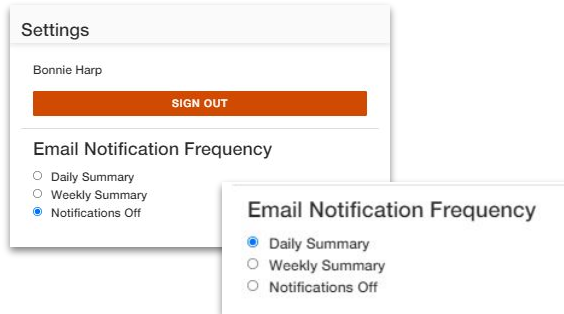 Settings
Bonnie Harp
SIGN OUT
Email Notification Frequency
Daily Summary
Weekly Summary
Notifications Off
Email Notification Frequency
Daily Summary
Weekly Summary
Notifications Off